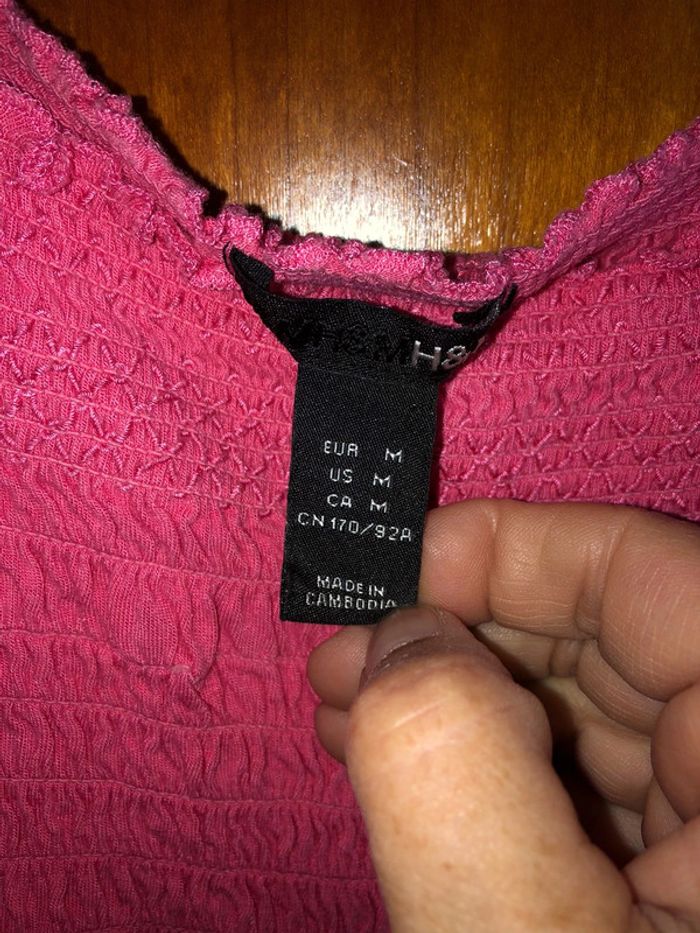 H&M H&
EUR M
US M
CA M
CN 170/92A
MADE IN
CAMBODIA